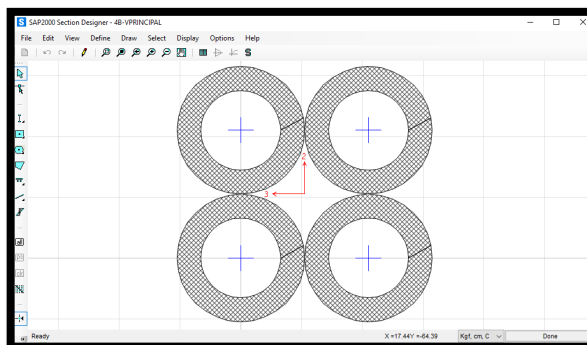 SAP2000 Section Designer - 4B-VPRINCIPAL
File Edit View Define Draw Select Display Options Help
2
3
Ready
X =17.44Y =-64.39
Kgf, cm, C
Done